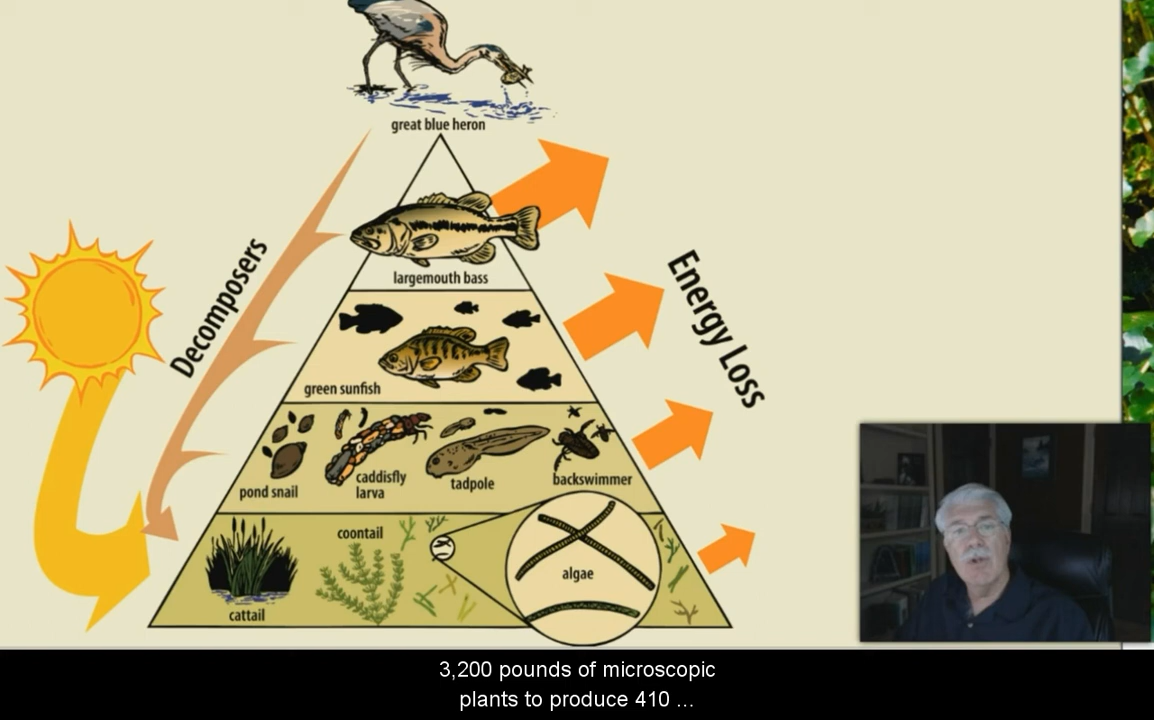 great blue heron
Decomposers
largemouth bass
Energy Loss
green sunfish
pond snail
caddisfly
larva
tadpole
backswimmer
coontail
algae
cattail
3,200 pounds of microscopic
plants to produce 410 ...